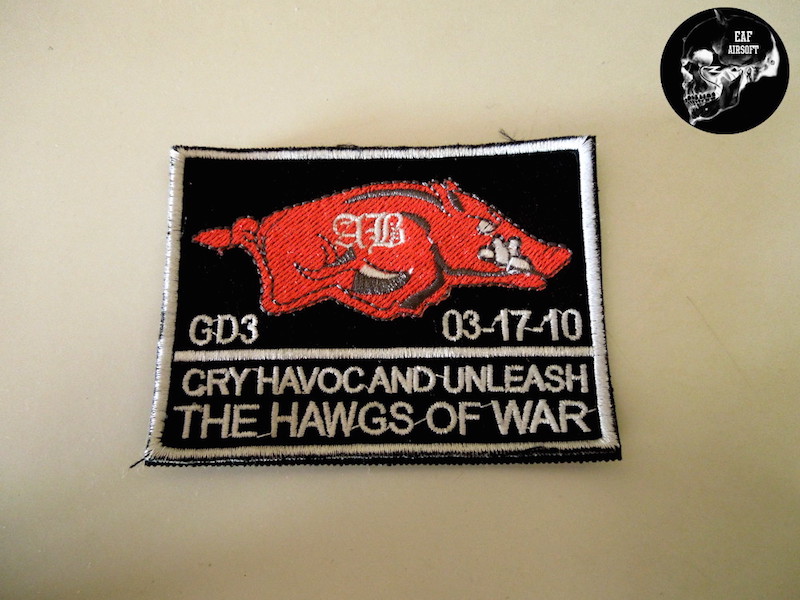 EAF
AIRSOFT
AB
GD3 03-17-10
CRY HAVOC AND UNLEASH
THE HAWGS OF WAR